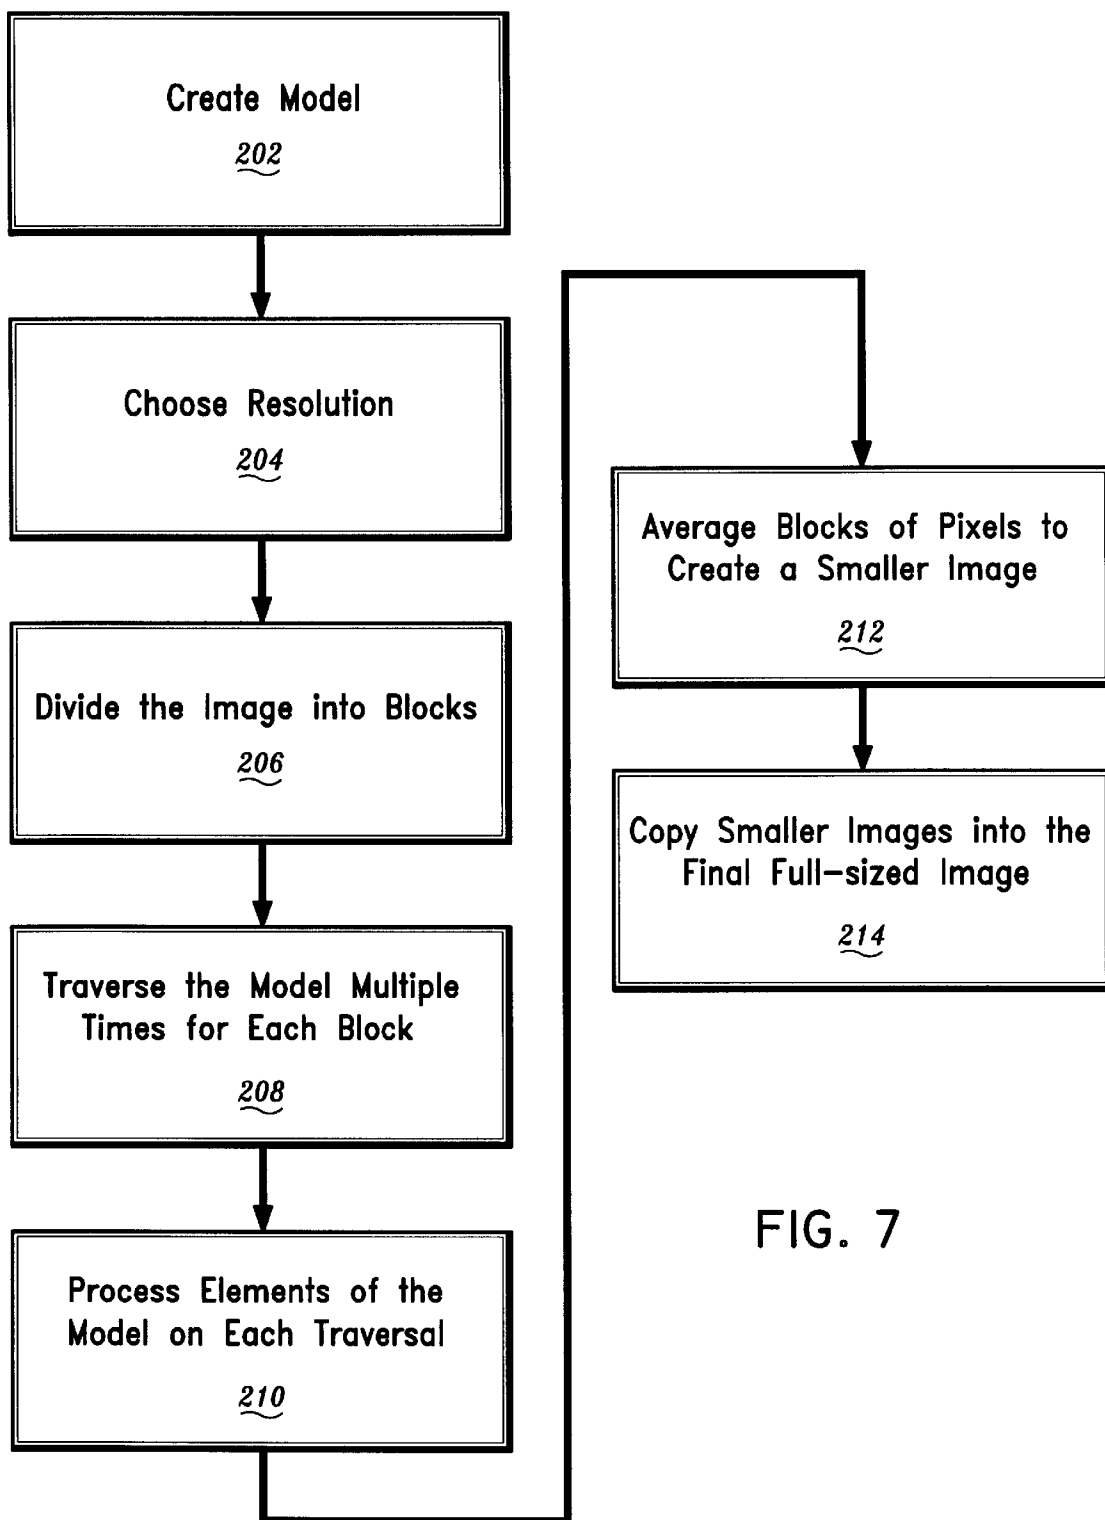 Create Model
202
Choose Resolution
204
Divide the Image into Blocks
206
Traverse the Model Multiple
Times for Each Block
208
Process Elements of the
Model on Each Traversal
210
Average Blocks of Pixels to
Create a Smaller Image
212
Copy Smaller Images into the
Final Full-sized Image
214
FIG. 7